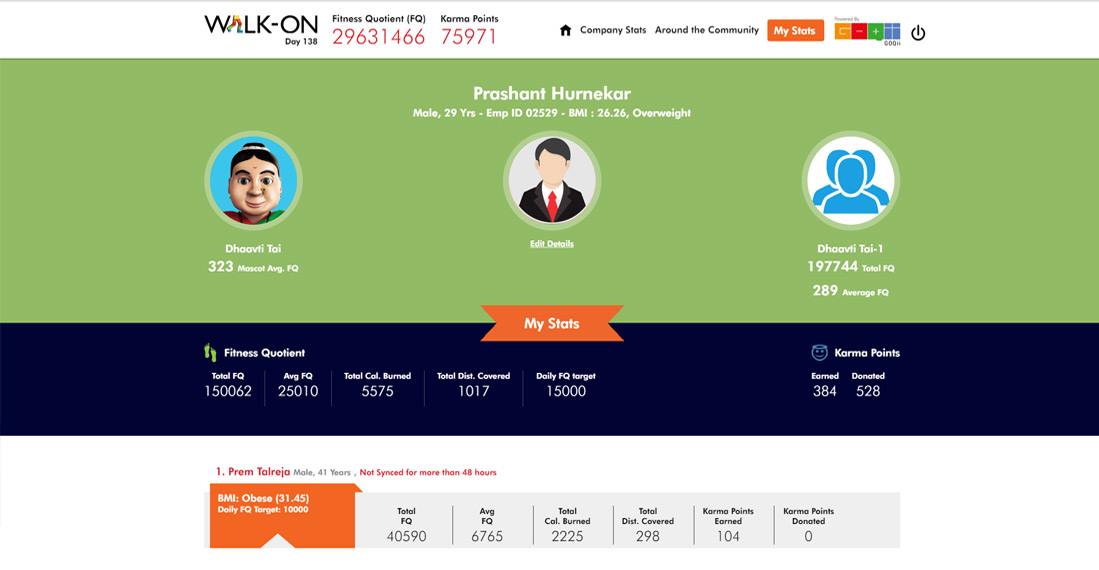 WALK-ON
Day 138
Fitness Quotient (FQ)
29631466
Karma Points
75971
Company Stats
Around the Community
My Stats
Powered By
GOQii
Prashant Hurnekar
Male, 29 Yrs - Emp ID 02529 - BMI : 26.26, Overweight
Dhaavti Tai
323 Mascot Avg. FQ
Edit Details
Dhaavti Tai-1
197744 Total FQ
289 Average FQ
My Stats
Fitness Quotient
Total FQ
150062
Avg FQ
25010
Total Cal. Burned
5575
Total Dist. Covered
1017
Daily FQ target
15000
Karma Points
Earned
384
Donated
528
1. Prem Talreja Male, 41 Years , Not Synced for more than 48 hours
BMI: Obese (31.45)
Daily FQ Target: 10000
Total
FQ
40590
Avg
FQ
6765
Total
Cal. Burned
2225
Total
Dist. Covered
298
Karma Points
Earned
104
Karma Points
Donated
0